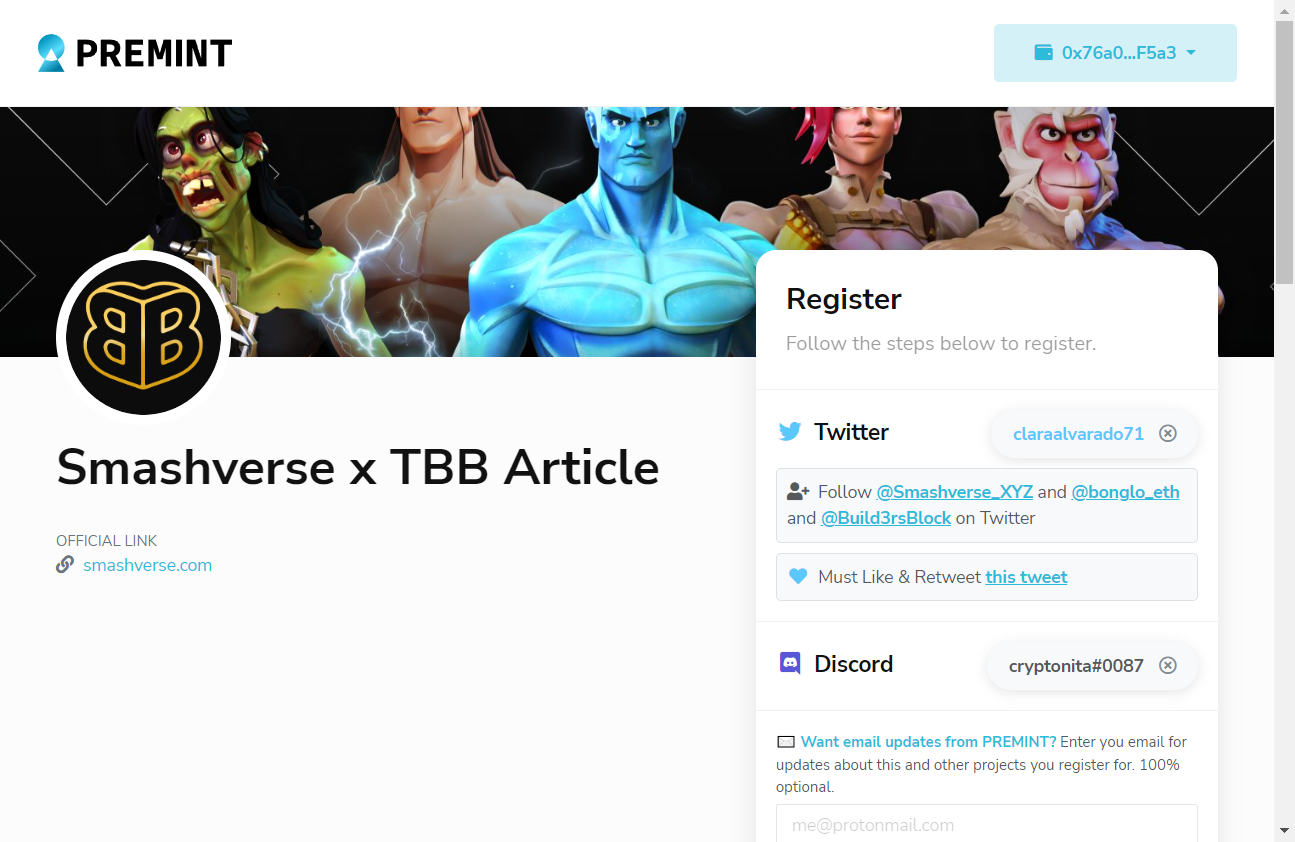 PREMINT
0x76a0...F5a3
Register
Follow the steps below to register.
Twitter
claraalvarado71
Follow @Smashverse_XYZ and @bonglo_eth
and @Build3rsBlock on Twitter
Must Like & Retweet this tweet
Discord
cryptonita#0087
Want email updates from PREMINT? Enter you email for
updates about this and other projects you register for. 100%
optional.
me@protonmail.com
BB
Smashverse x TBB Article
OFFICIAL LINK
smashverse.com